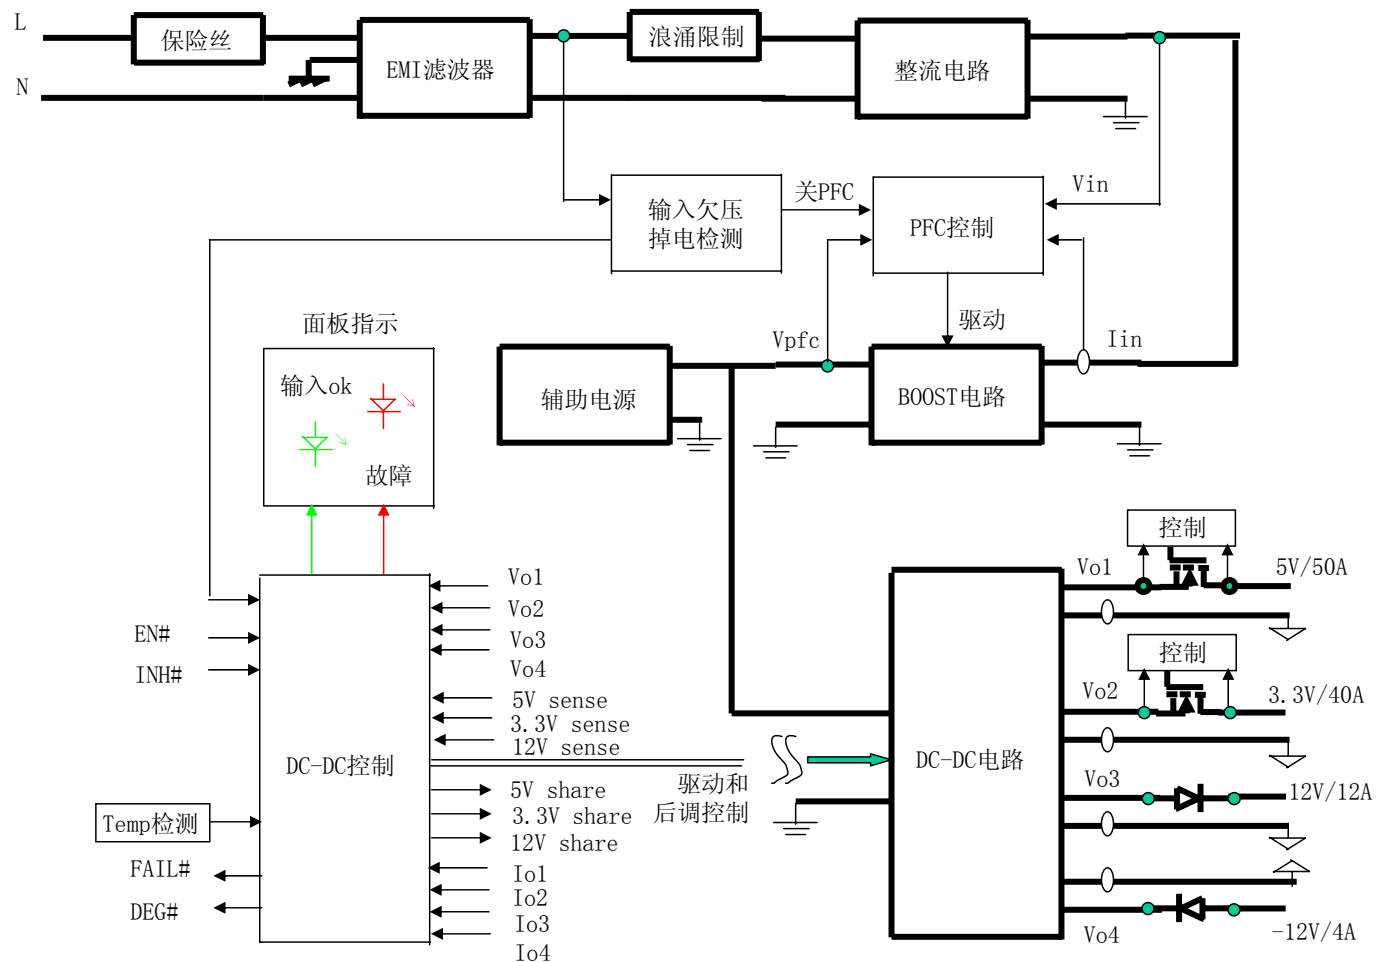 L
保险丝
EMI滤波器
浪涌限制
整流电路
N
输入欠压
掉电检测
关PFC
PFC控制
Vin
面板指示
输入ok
故障
辅助电源
Vpfc
驱动
BOOST电路
Iin
EN#
INH#
Temp检测
FAIL#
DEG#
DC-DC控制
Vo1
Vo2
Vo3
Vo4
5V sense
3.3V sense
12V sense
5V share
3.3V share
12V share
Io1
Io2
Io3
Io4
驱动和
后调控制
DC-DC电路
控制
Vo1
5V/50A
控制
Vo2
3.3V/40A
Vo3
12V/12A
Vo4
-12V/4A